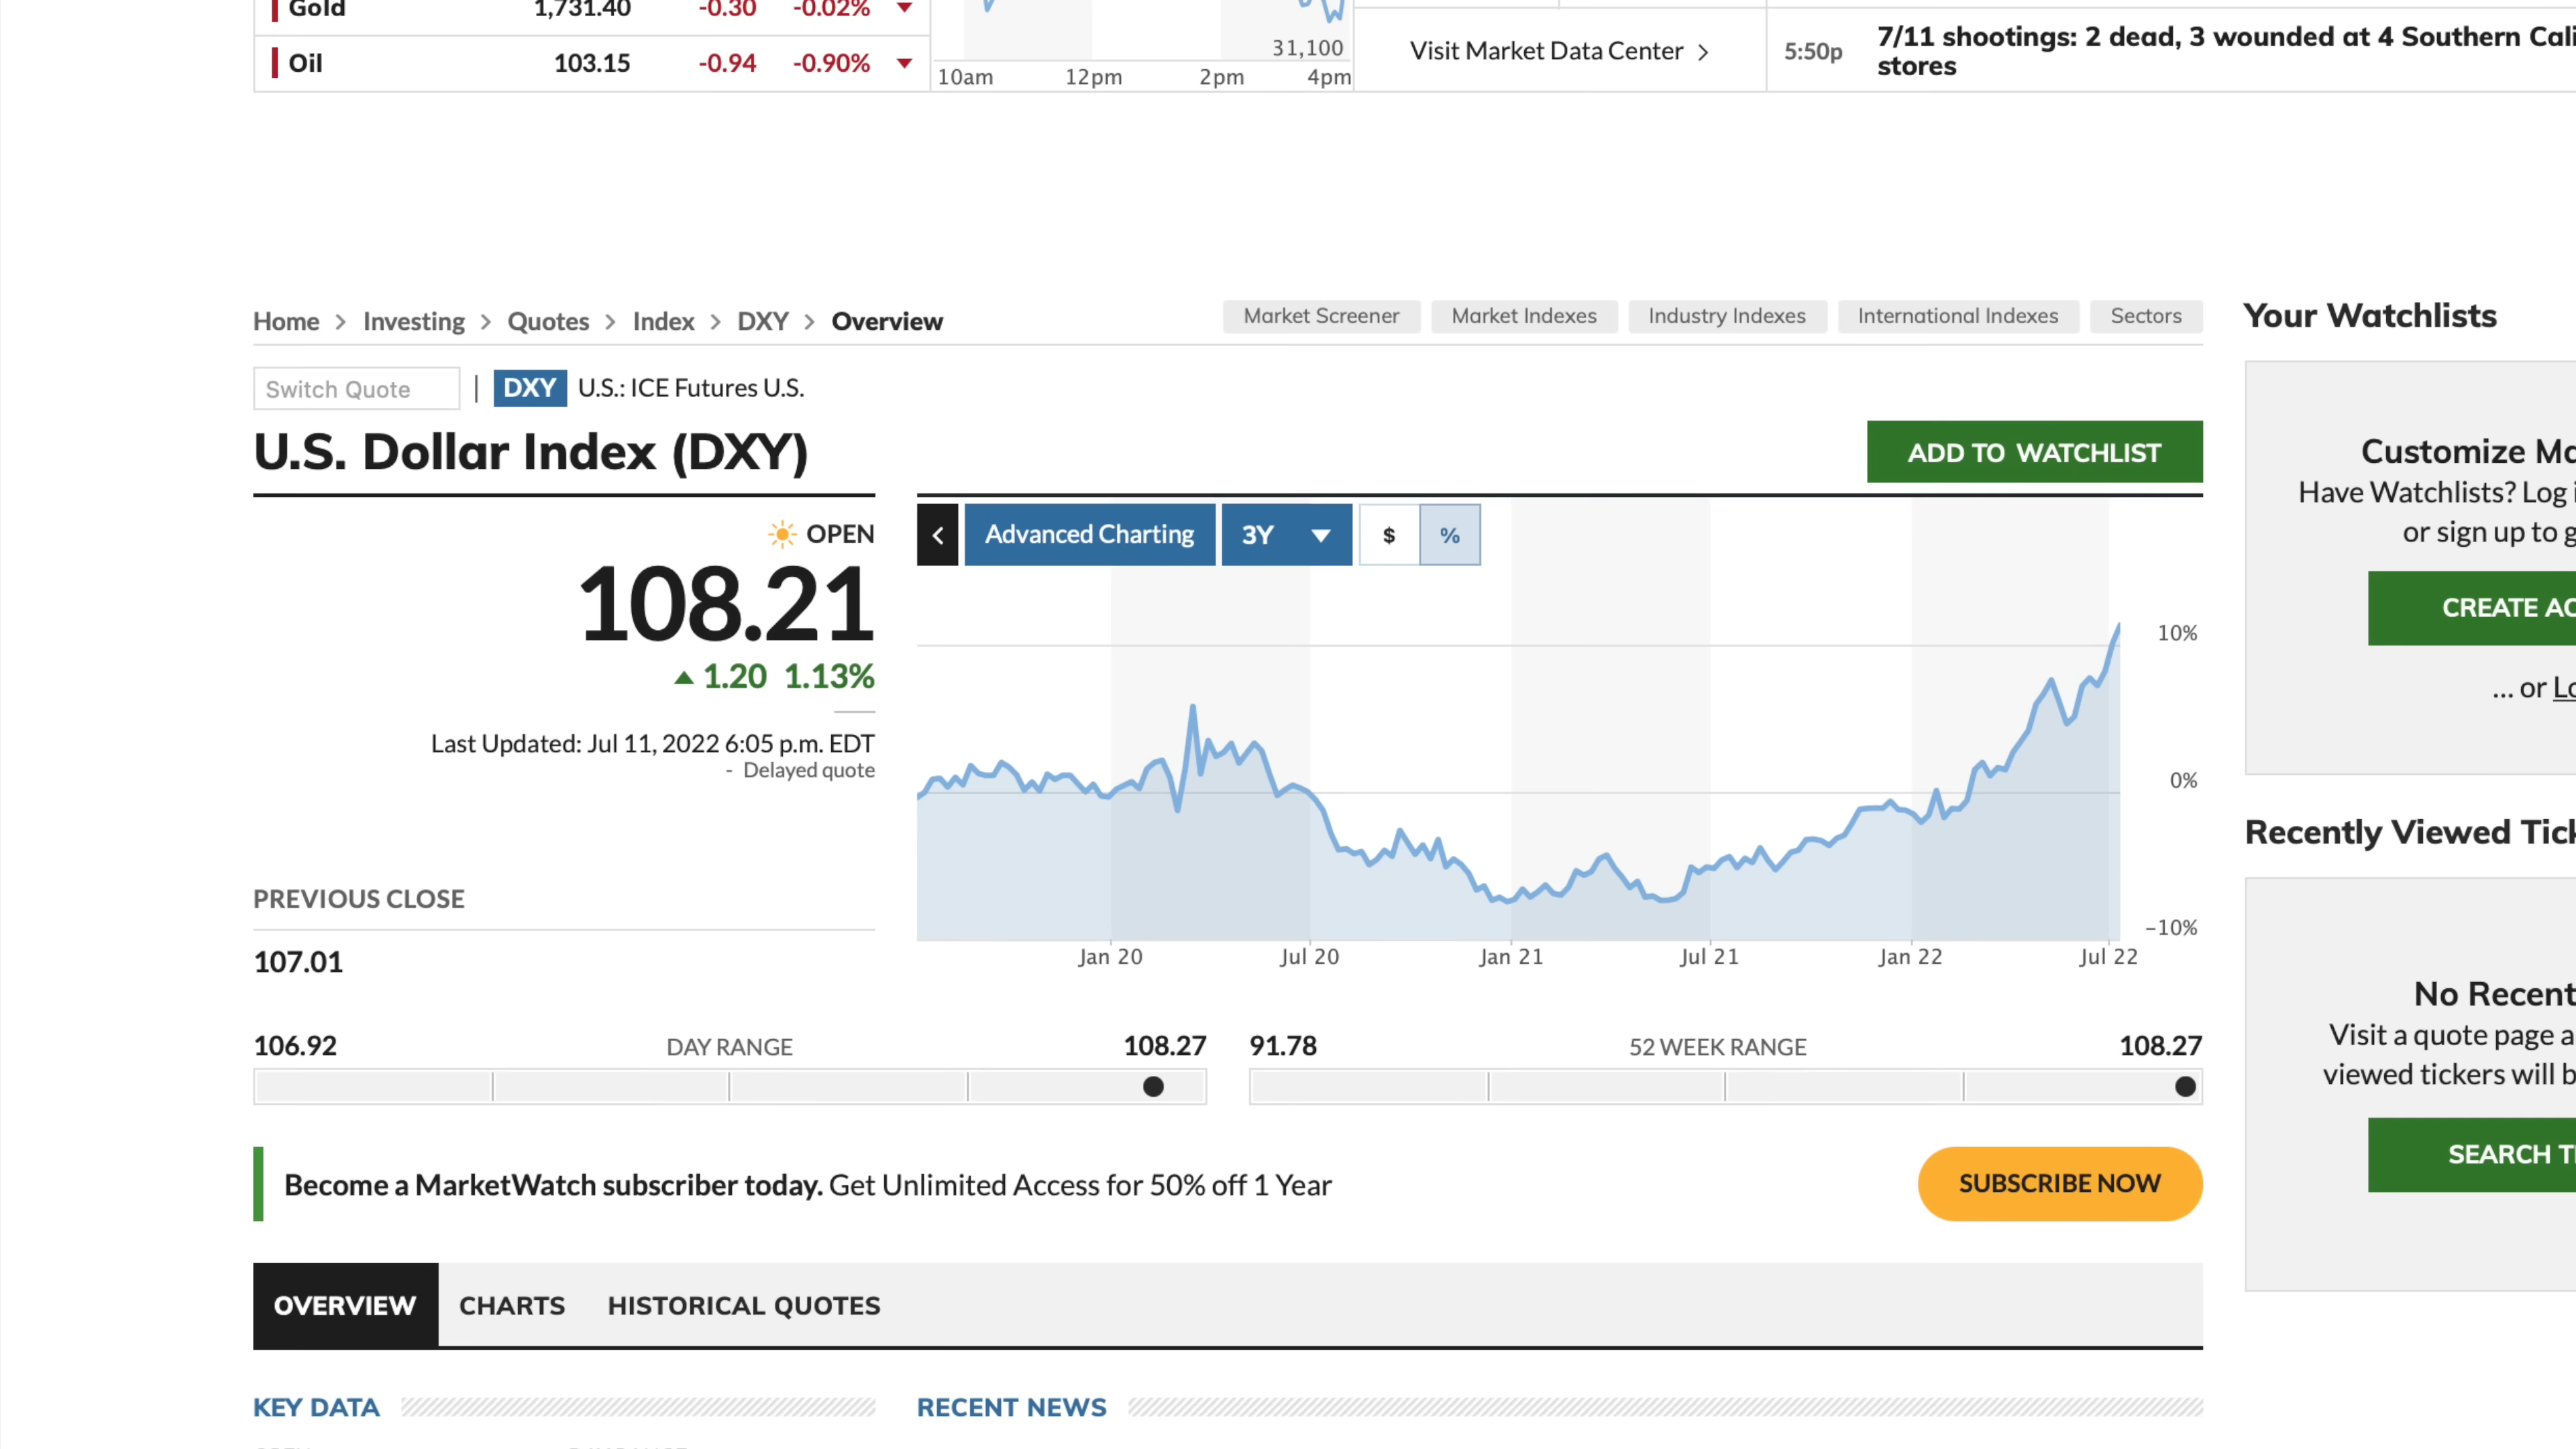 Gold 1,731.40 -0.30 -0.02%
Oil 103.15 -0.94 -0.90%
31,100
10am 12pm 2pm 4pm
Visit Market Data Center
5:50p 7/11 shootings: 2 dead, 3 wounded at 4 Southern Cali
stores
Home > Investing > Quotes > Index > DXY > Overview
Market Screener Market Indexes Industry Indexes International Indexes Sectors
Switch Quote | DXY U.S.: ICE Futures U.S.
U.S. Dollar Index (DXY)
ADD TO WATCHLIST
OPEN
108.21
1.20 1.13%
Last Updated: Jul 11, 2022 6:05 p.m. EDT
- Delayed quote
PREVIOUS CLOSE
107.01
Advanced Charting 3Y $ %
10%
0%
-10%
Jan 20 Jul 20 Jan 21 Jul 21 Jan 22 Jul 22
106.92 DAY RANGE 108.27
91.78 52 WEEK RANGE 108.27
Become a MarketWatch subscriber today. Get Unlimited Access for 50% off 1 Year
SUBSCRIBE NOW
OVERVIEW CHARTS HISTORICAL QUOTES
KEY DATA
RECENT NEWS
Your Watchlists
Customize Ma
Have Watchlists? Log i
or sign up to g
CREATE AC
... or Lo
Recently Viewed Tick
No Recent
Visit a quote page a
viewed tickers will b
SEARCH TI